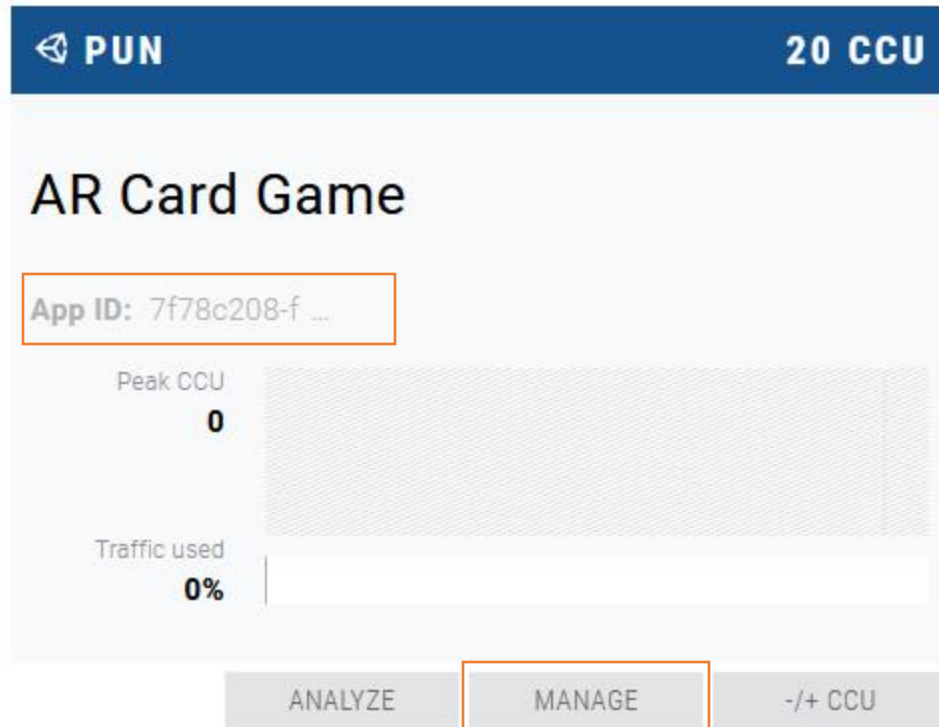 PUN 20 CCU
AR Card Game
App ID: 7f78c208-f ...
Peak CCU
0
Traffic used
0%
ANALYZE MANAGE -/+ CCU